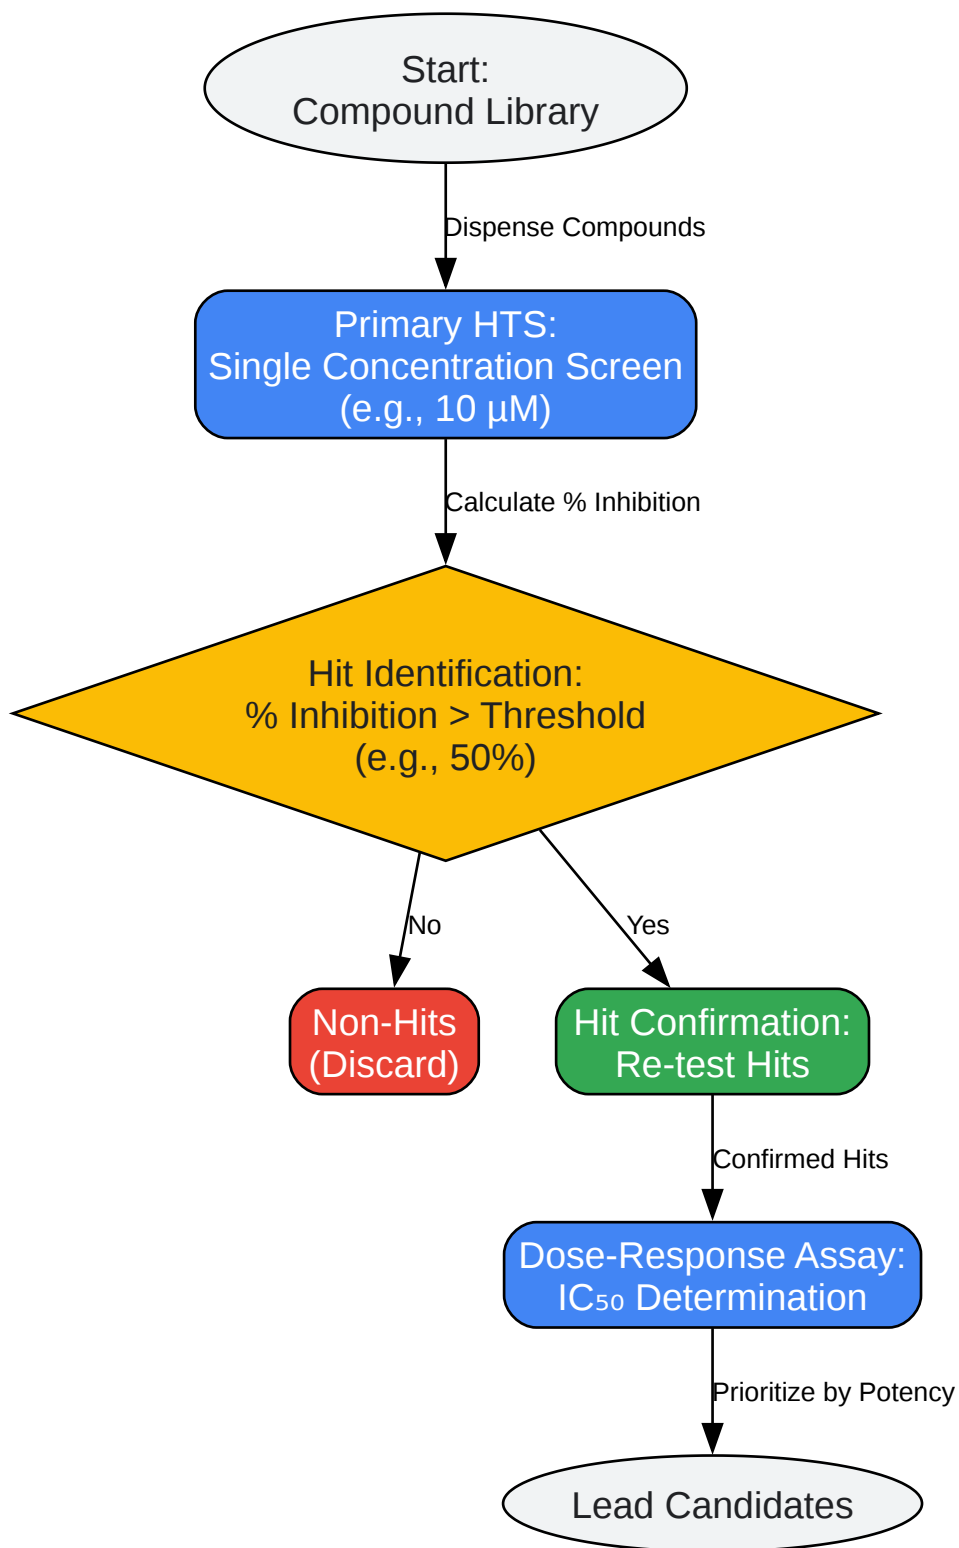 Start:
Compound Library
Dispense Compounds
Primary HTS:
Single Concentration Screen
(e.g., 10 µM)
Calculate % Inhibition
Hit Identification:
% Inhibition > Threshold
(e.g., 50%)
No
Yes
Non-Hits
(Discard)
Hit Confirmation:
Re-test Hits
Confirmed Hits
Dose-Response Assay:
IC₅₀ Determination
Prioritize by Potency
Lead Candidates